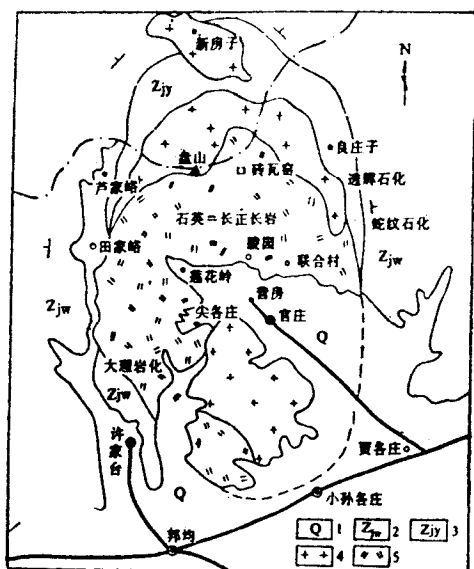 新房子
N
Zjy
良庄子
盘山
砖瓦窑
透辉石化
芦家峪
石英二长正长岩
蛇纹石化
田家峪
Zjw
联合村
莲花岭
营房
Zjw
尖各庄
官庄
Q
大理岩化
Zjw
许家台
贾各庄
Q
小孙各庄
邦均
Q 1 Zjw 2 Zjy 3
+ + 4 5